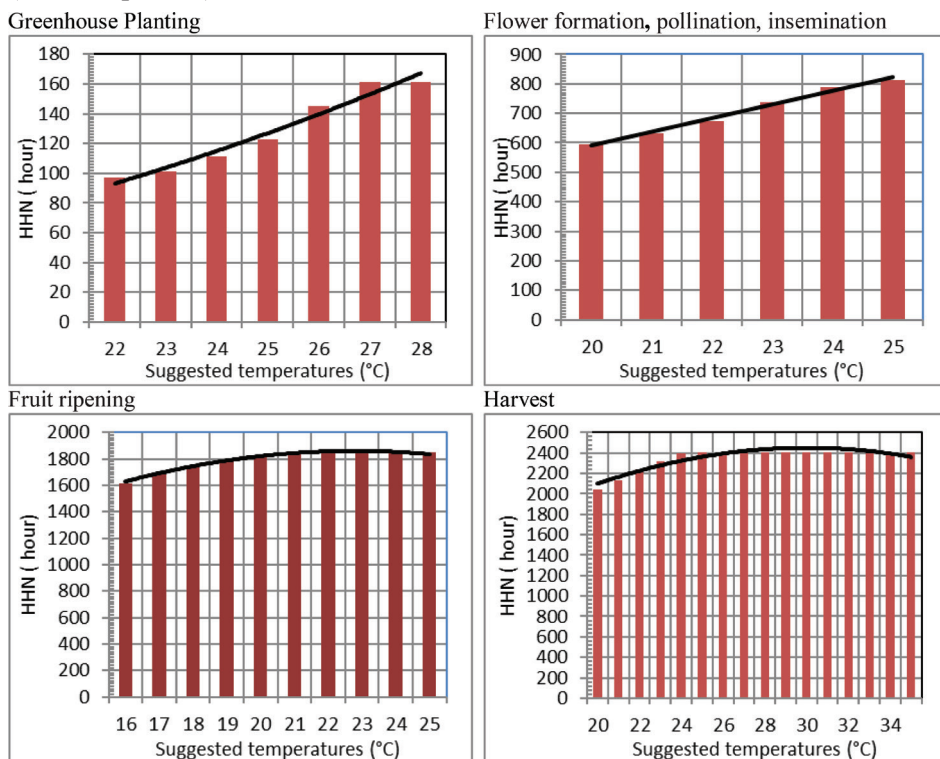 Greenhouse Planting
180
160
140
120
100
80
60
40
20
0
HHN ( hour)
22 23 24 25 26 27 28
Suggested temperatures (°C)
Flower formation, pollination, insemination
900
800
700
600
500
400
300
200
100
0
HHN ( hour)
20 21 22 23 24 25
Suggested temperatures (°C)
Fruit ripening
2000
1800
1600
1400
1200
1000
800
600
400
200
0
HHN ( hour)
16 17 18 19 20 21 22 23 24 25
Suggested temperatures (°C)
Harvest
2600
2400
2200
2000
1800
1600
1400
1200
1000
800
600
400
200
0
HHN ( hour)
20 22 24 26 28 30 32 34
Suggested temperatures (°C)